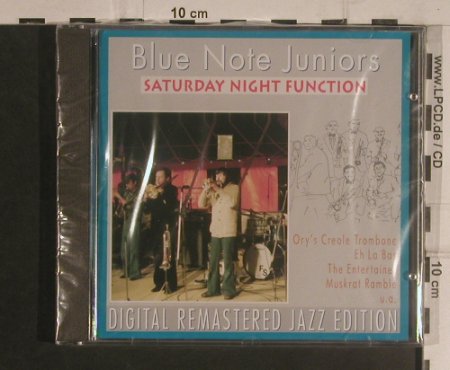 10 cm
Blue Note Juniors
SATURDAY NIGHT FUNCTION
Ory's Creole Trombone
Eh La Bas
The Entertainer
Muskrat Ramble
u.a.
DIGITAL REMASTERED JAZZ EDITION
www.LPCD.de / CD
10 cm